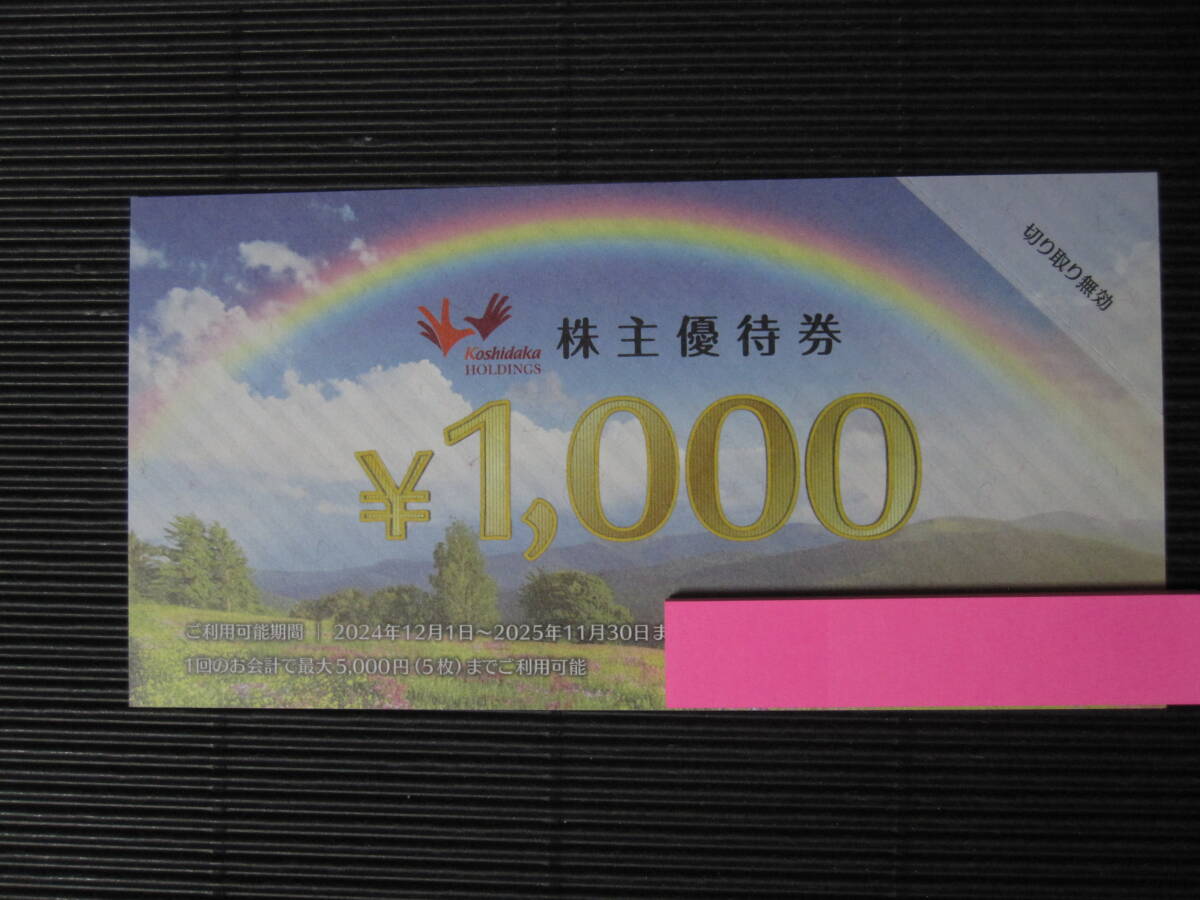 切り取り無効
Koshidaka
HOLDINGS
株主優待券
¥1,000
ご利用可能期間 | 2024年12月1日～2025年11月30日ま
1回のお会計で最大5,000円(5枚)までご利用可能